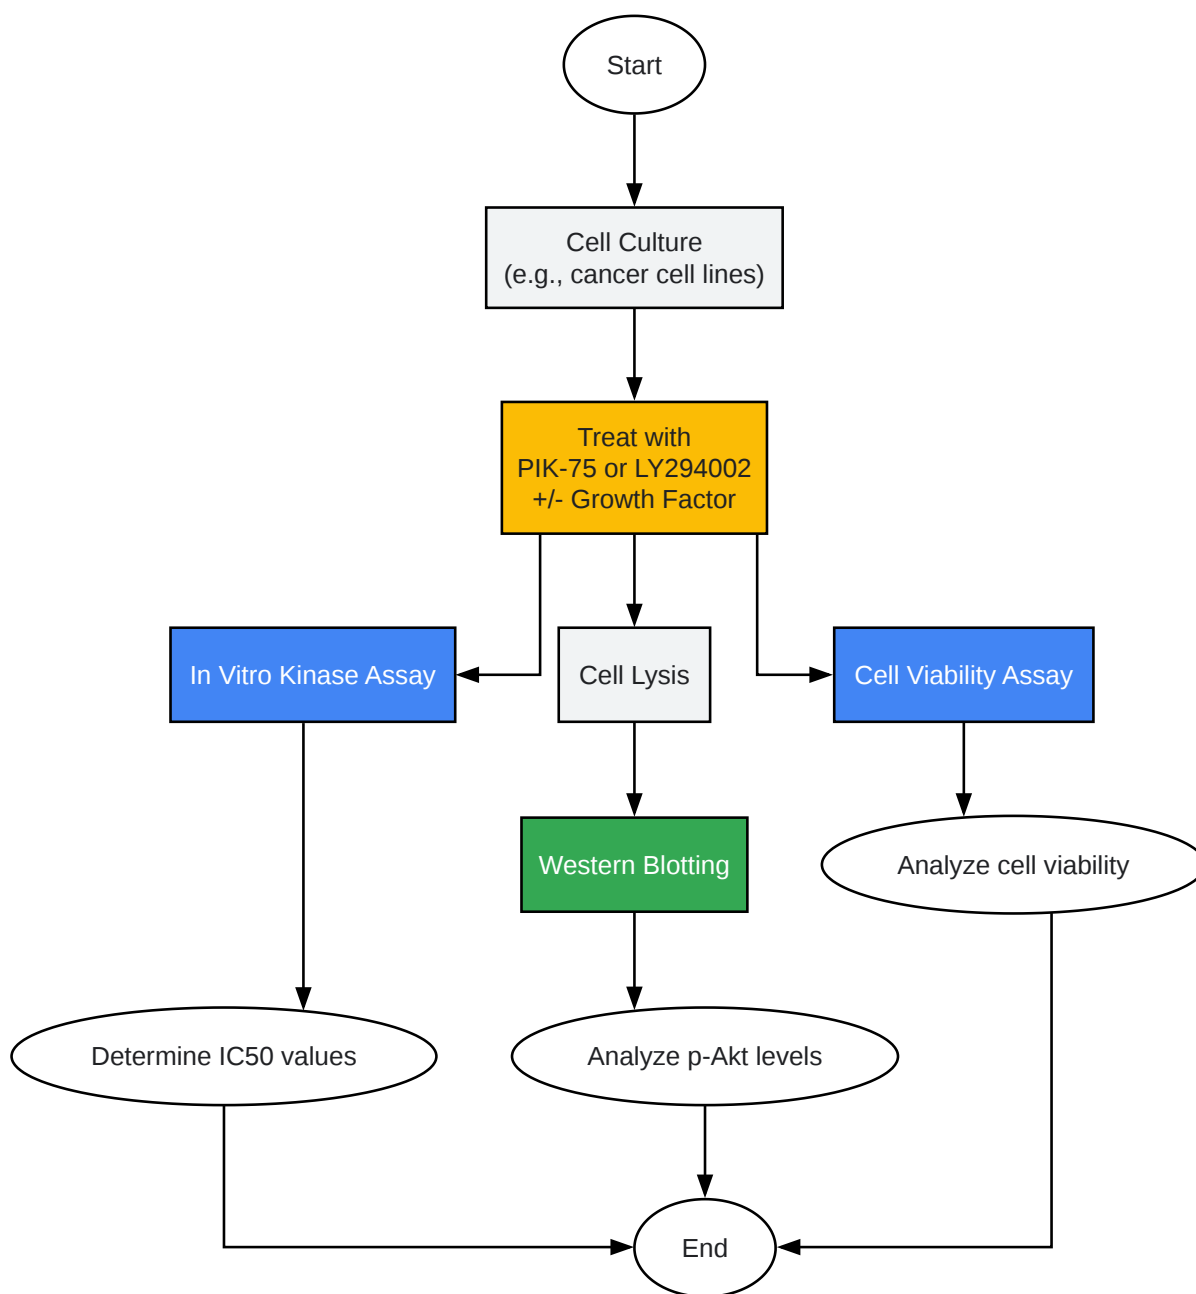 Start
Cell Culture
(e.g., cancer cell lines)
Treat with
PIK-75 or LY294002
+/- Growth Factor
In Vitro Kinase Assay
Cell Lysis
Cell Viability Assay
Western Blotting
Analyze cell viability
Determine IC50 values
Analyze p-Akt levels
End